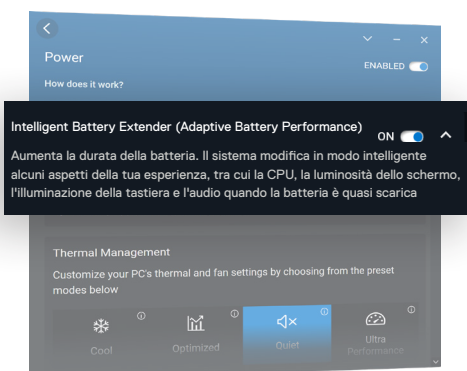 Power
ENABLED
How does it work?
Intelligent Battery Extender (Adaptive Battery Performance)
ON
Aumenta la durata della batteria. Il sistema modifica in modo intelligente
alcuni aspetti della tua esperienza, tra cui la CPU, la luminosità dello schermo,
l'illuminazione della tastiera e l'audio quando la batteria è quasi scarica
Thermal Management
Customize your PC's thermal and fan settings by choosing from the preset
modes below
Cool
Optimized
Quiet
Ultra
Performance